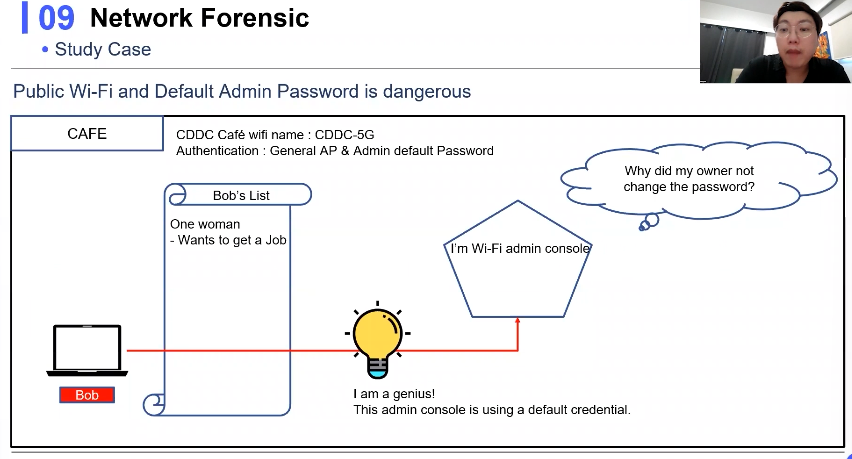 09 Network Forensic
• Study Case
Public Wi-Fi and Default Admin Password is dangerous
CAFE
CDDC Café wifi name : CDDC-5G
Authentication : General AP & Admin default Password
Why did my owner not
change the password?
Bob's List
One woman
- Wants to get a Job
I'm Wi-Fi admin console
Bob
I am a genius!
This admin console is using a default credential.